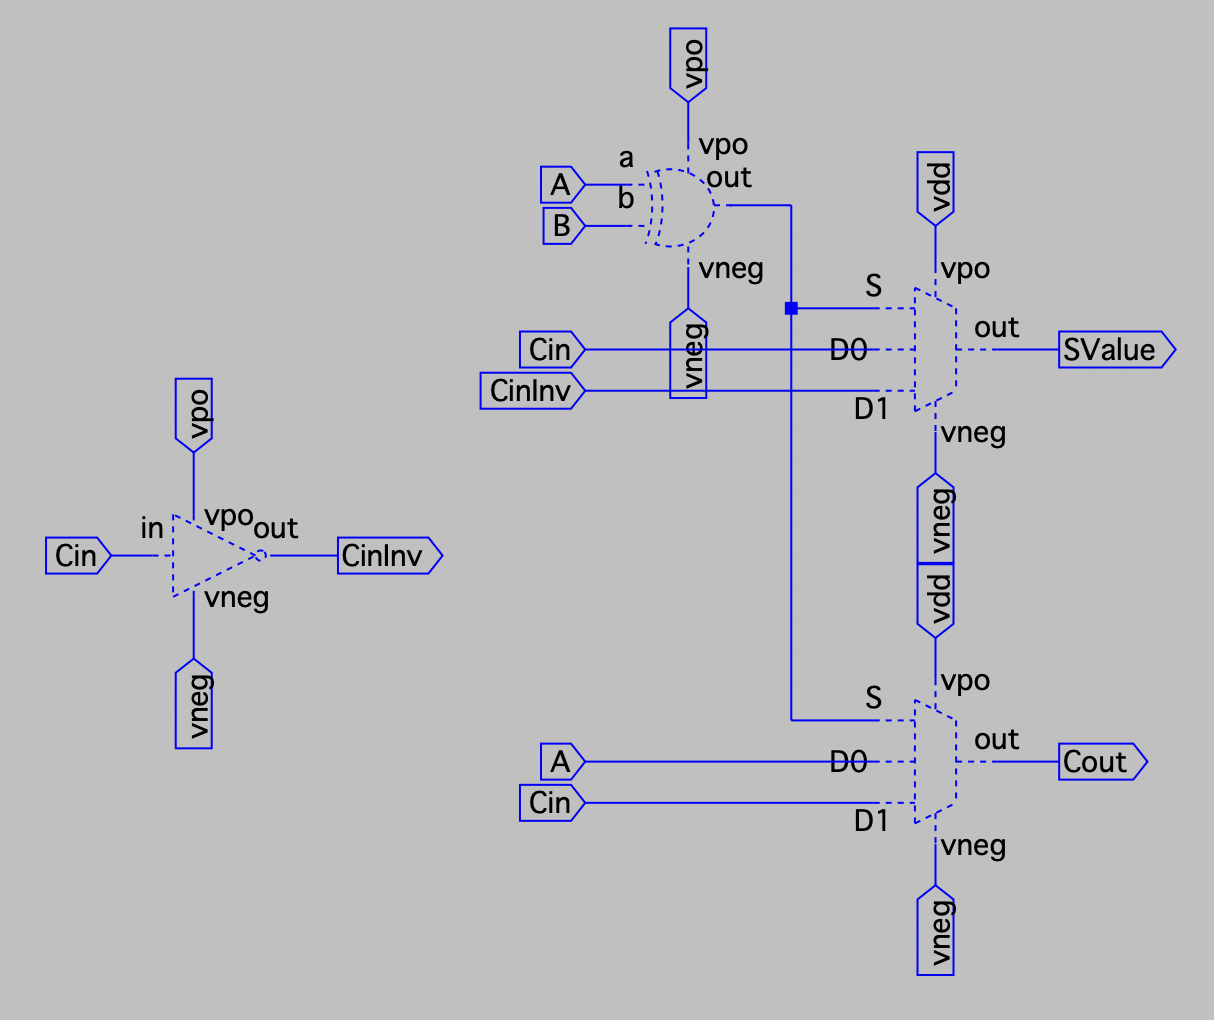 vpo
vpo
a
A
out
b
B
vneg
vneg
vdd
vpo
S
Cin
D0
out
SValue
CinInv
D1
vneg
vneg
vpo
vpo
in
out
Cin
CinInv
vneg
vneg
vdd
vpo
S
A
D0
out
Cout
Cin
D1
vneg
vneg